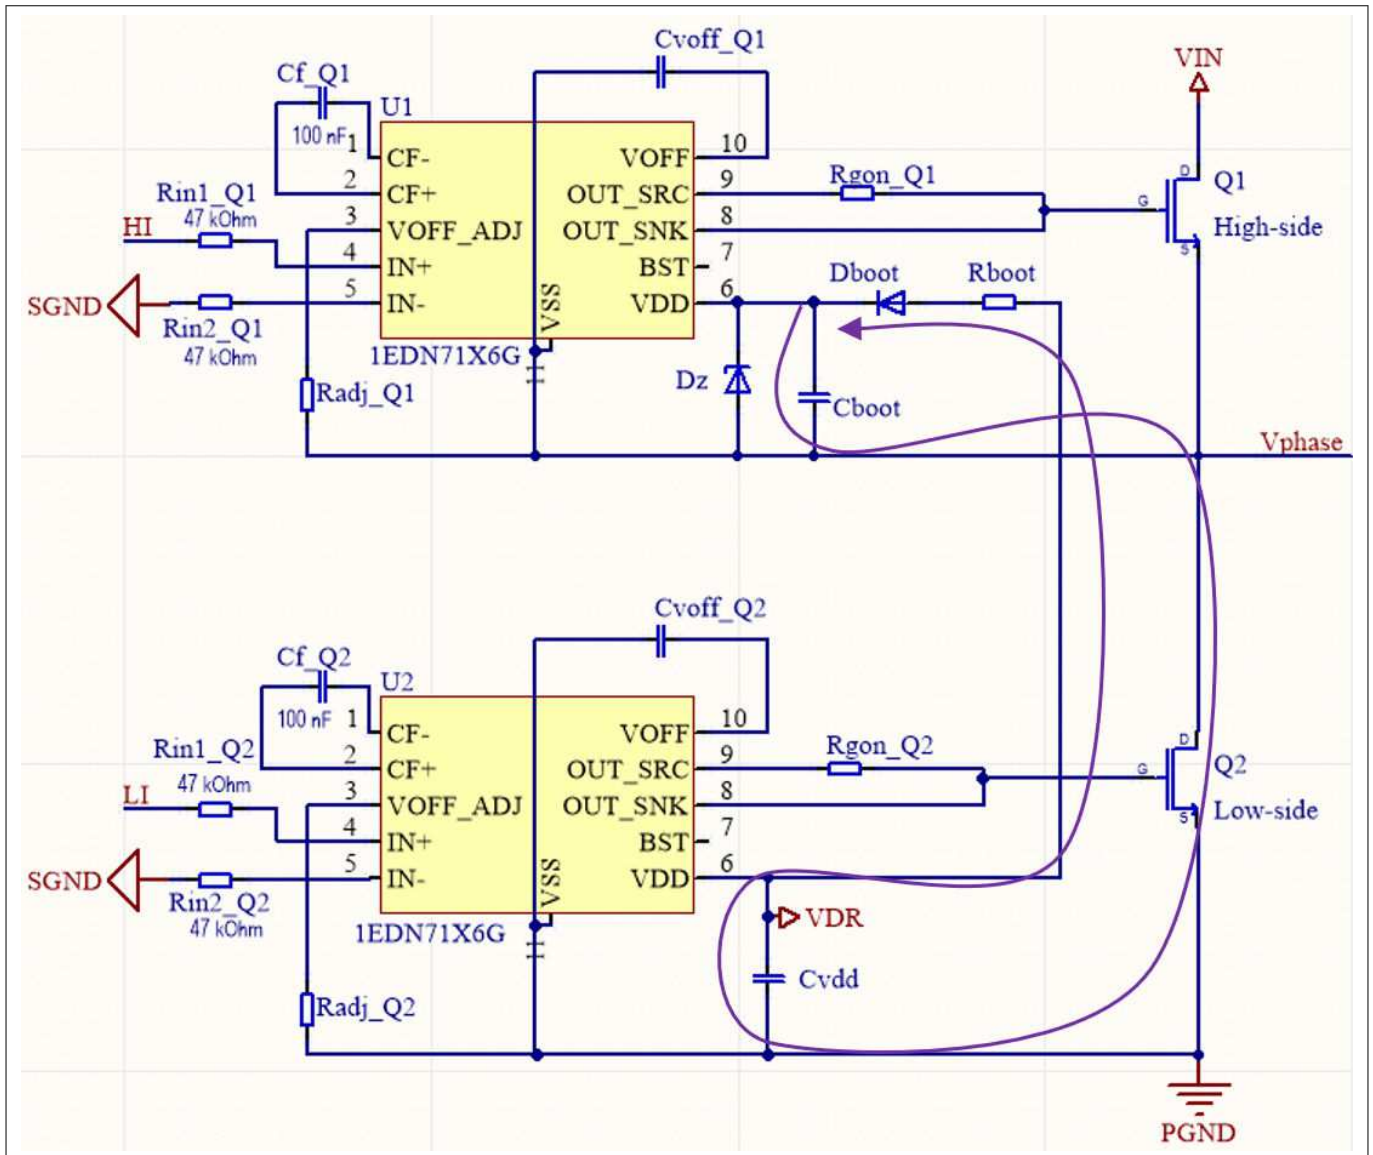 Cvoff_Q1
VIN
Cf_Q1
100 nF
U1
1 CF-
2 CF+
3 VOFF_ADJ
4 IN+
5 IN-
VOFF 10
OUT_SRC 9
OUT_SNK 8
BST 7
VDD 6
VSS
11
1EDN71X6G
Rin1_Q1
47 kOhm
HI
SGND
Rin2_Q1
47 kOhm
Radj_Q1
Rgon_Q1
D
G
S
Q1
High-side
Dboot
Rboot
Dz
Cboot
Vphase
Cvoff_Q2
Cf_Q2
100 nF
U2
1 CF-
2 CF+
3 VOFF_ADJ
4 IN+
5 IN-
VOFF 10
OUT_SRC 9
OUT_SNK 8
BST 7
VDD 6
VSS
11
1EDN71X6G
Rin1_Q2
47 kOhm
LI
SGND
Rin2_Q2
47 kOhm
Radj_Q2
Rgon_Q2
D
G
S
Q2
Low-side
VDR
Cvdd
PGND